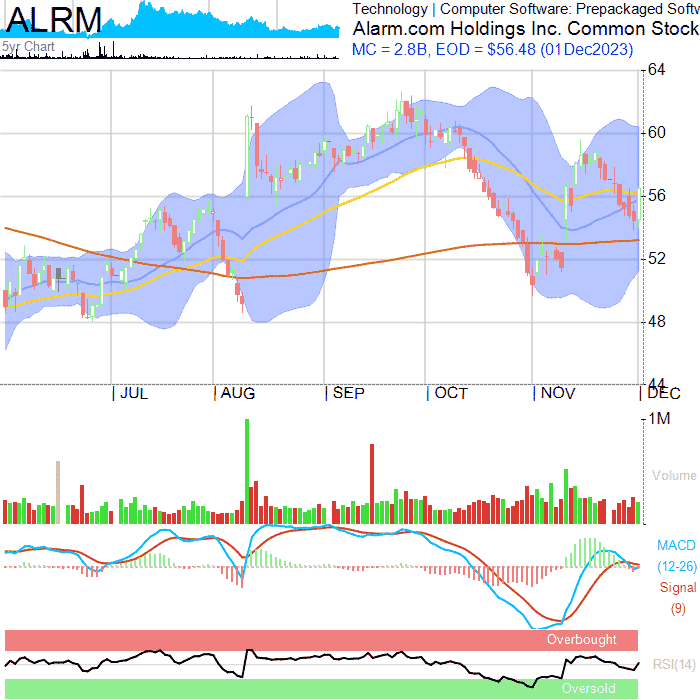 ALRM
5yr Chart
Technology | Computer Software: Prepackaged Softw
Alarm.com Holdings Inc. Common Stock
MC = 2.8B, EOD = $56.48 (01Dec2023)
64
60
56
52
48
44
JUL AUG SEP OCT NOV DEC
1M
Volume
MACD
(12-26)
Signal
(9)
Overbought
RSI(14)
Oversold